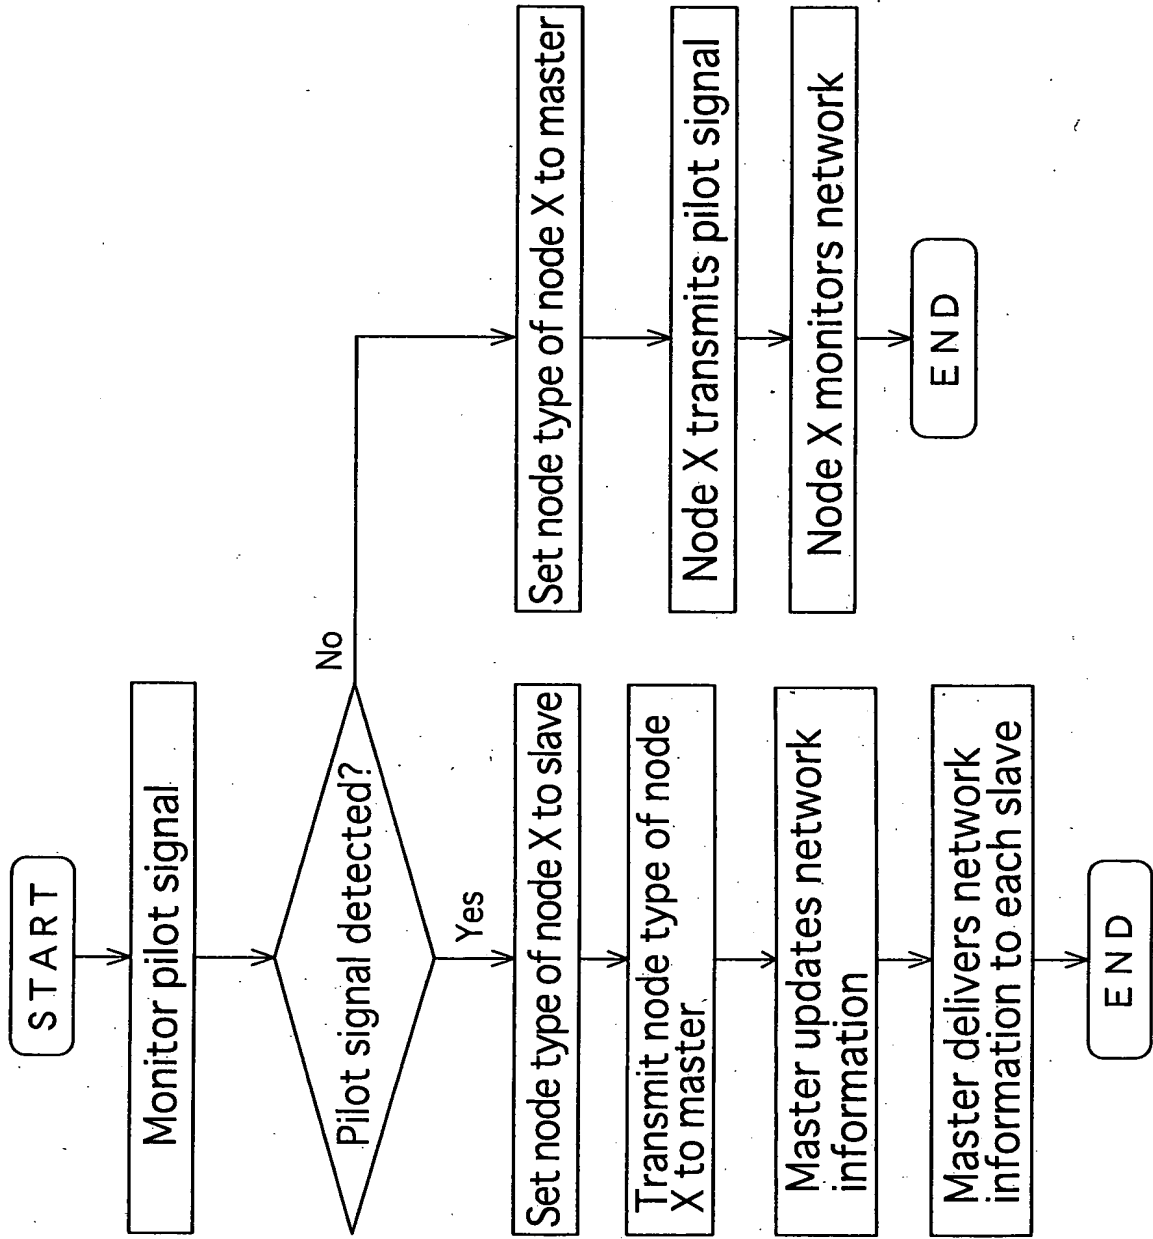 START
Monitor pilot signal
Pilot signal detected?
No
Yes
Set node type of node X to slave
Transmit node type of node
X to master
Master updates network
information
Master delivers network
information to each slave
END
Set node type of node X to master
Node X transmits pilot signal
Node X monitors network
END